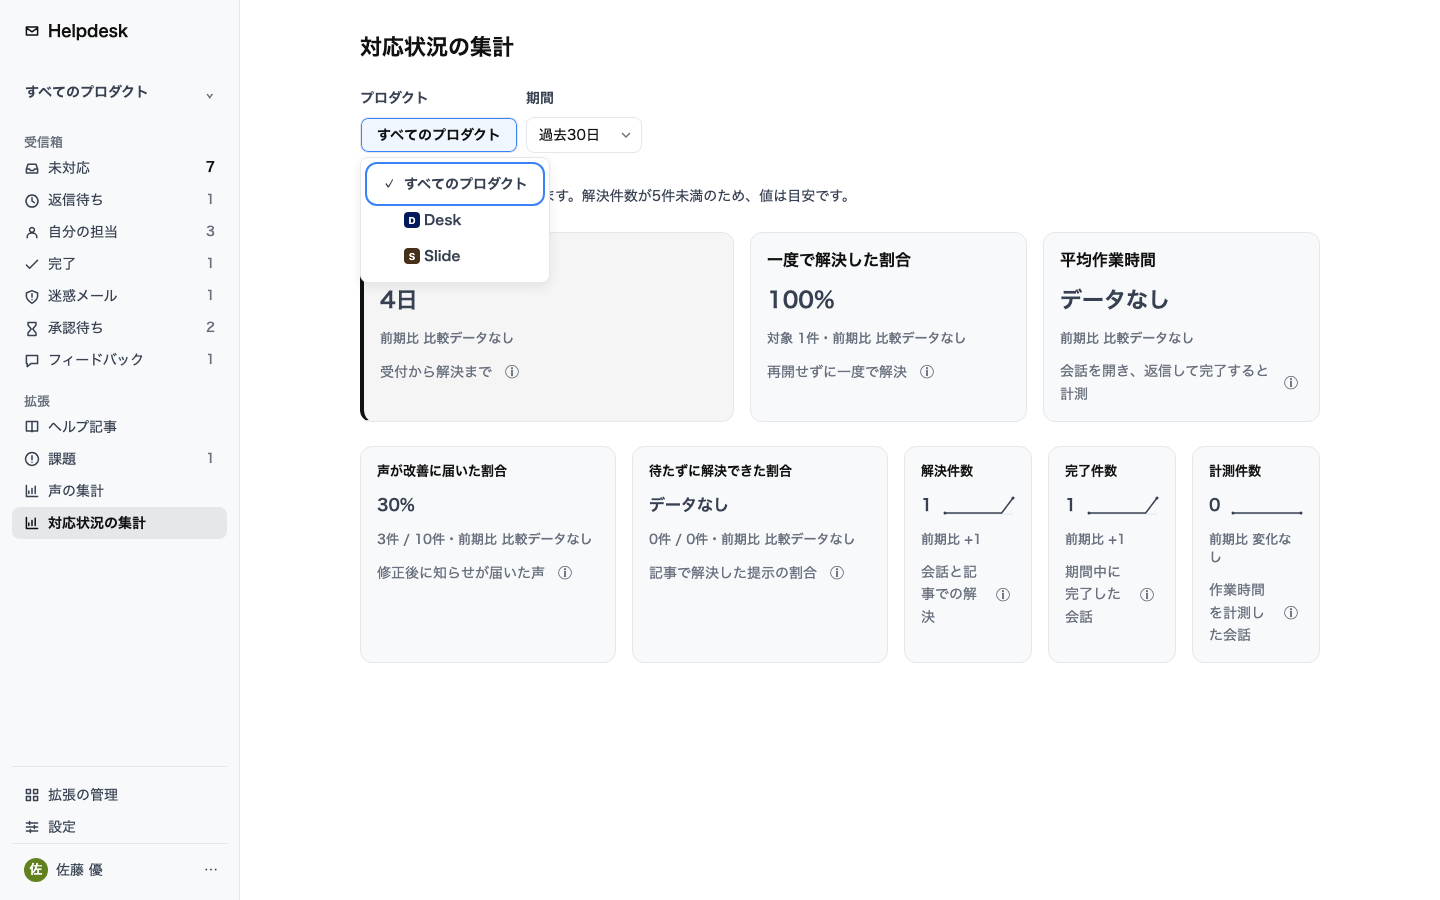 Helpdesk
すべてのプロダクト
受信箱
未対応 7
返信待ち 1
自分の担当 3
完了 1
迷惑メール 1
承認待ち 2
フィードバック 1
拡張
ヘルプ記事
課題 1
声の集計
対応状況の集計
拡張の管理
設定
佐 佐藤 優 …
対応状況の集計
プロダクト 期間
すべてのプロダクト 過去30日
✓ すべてのプロダクト
D Desk
S Slide
ます。解決件数が5件未満のため、値は目安です。
4日
前期比 比較データなし
受付から解決まで
一度で解決した割合
100%
対象 1件・前期比 比較データなし
再開せずに一度で解決
平均作業時間
データなし
前期比 比較データなし
会話を開き、返信して完了すると
計測
声が改善に届いた割合
30%
3件 / 10件・前期比 比較データなし
修正後に知らせが届いた声
待たずに解決できた割合
データなし
0件 / 0件・前期比 比較データなし
記事で解決した提示の割合
解決件数
1
前期比 +1
会話と記
事での解
決
完了件数
1
前期比 +1
期間中に
完了した
会話
計測件数
0
前期比 変化な
し
作業時間
を計測し
た会話